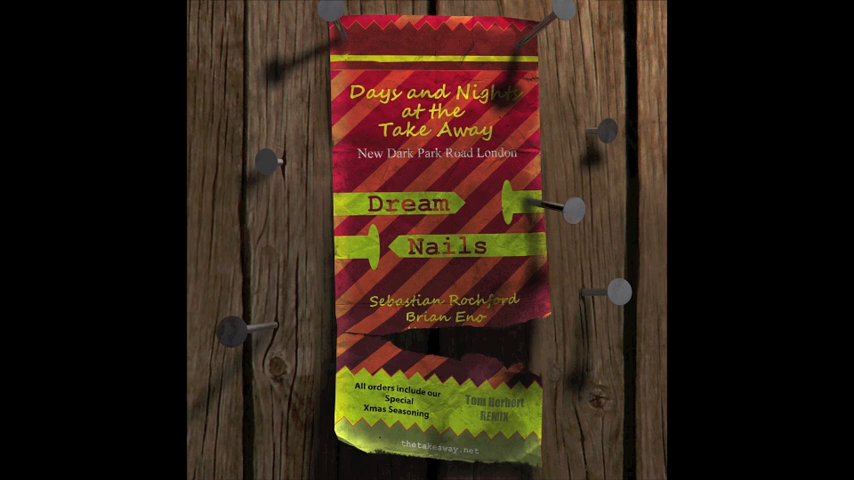 Days and Nights
at the
Take Away
New Dark Park Road London
Dream
Nails
Sebastian Rochford
Brian Eno
All orders include our
Special
Xmas Seasoning
Tom Herbert
REMIX
thetakeaway.net